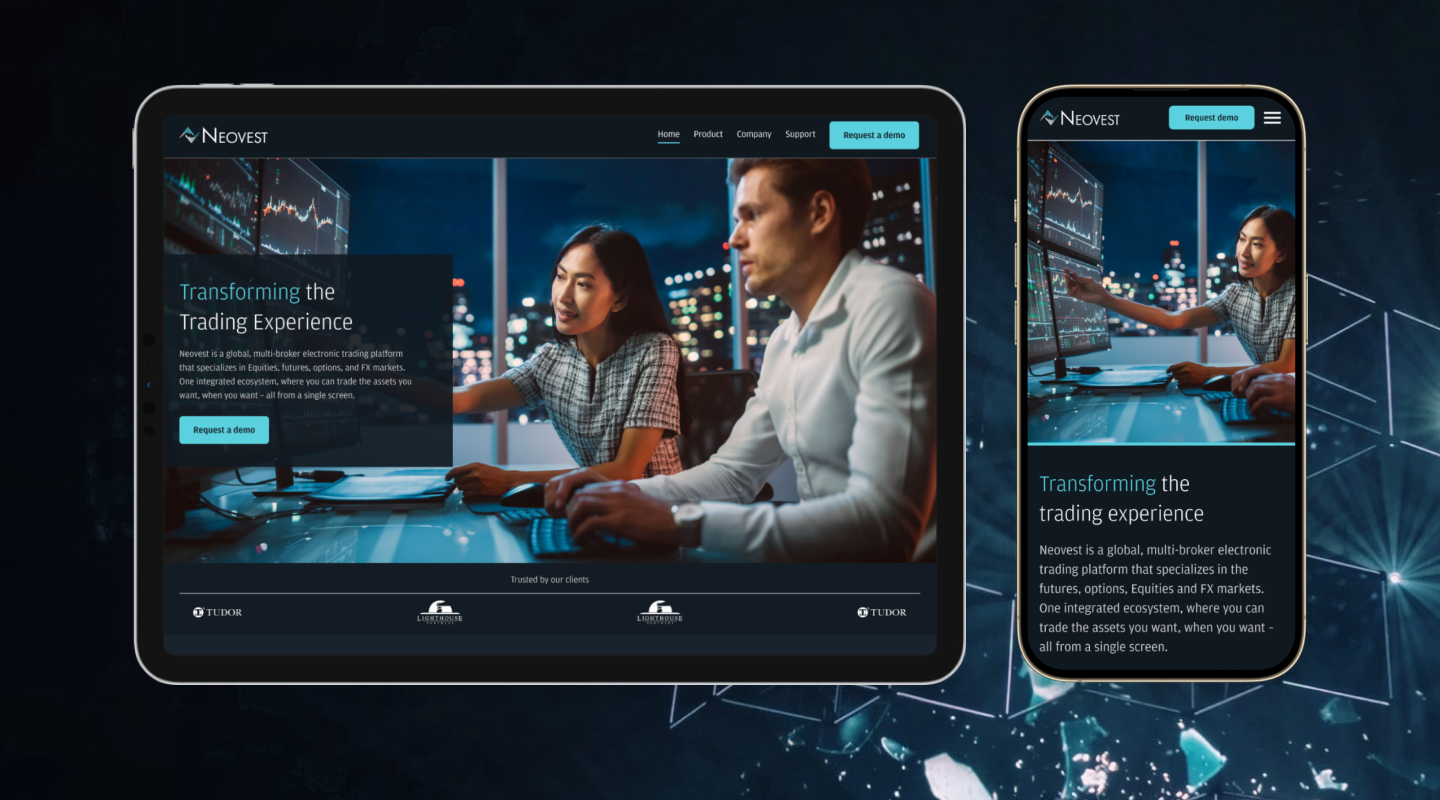 NEOVEST
Home Product Company Support Request a demo
Transforming the
Trading Experience
Neovest is a global, multi-broker electronic trading platform
that specializes in Equities, futures, options, and FX markets.
One integrated ecosystem, where you can trade the assets you
want, when you want – all from a single screen.
Request a demo
Trusted by our clients
TUDOR LIGHTHOUSE LIGHTHOUSE TUDOR
PARTNERS PARTNERS
NEOVEST Request demo
Transforming the
trading experience
Neovest is a global, multi-broker electronic
trading platform that specializes in the
futures, options, Equities and FX markets.
One integrated ecosystem, where you can
trade the assets you want, when you want –
all from a single screen.